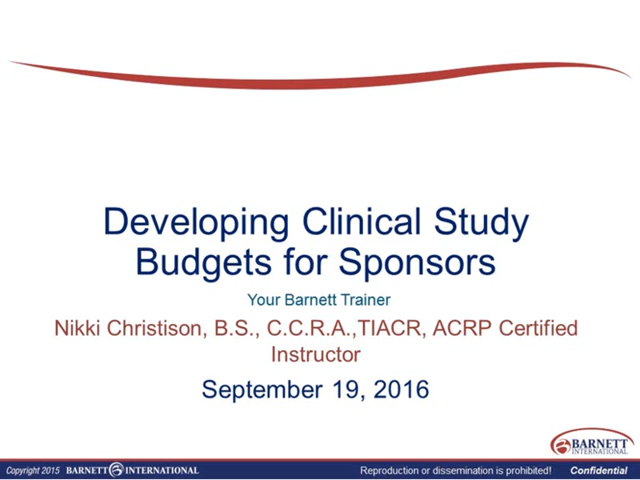 Developing Clinical Study
Budgets for Sponsors
Your Barnett Trainer
Nikki Christison, B.S., C.C.R.A.,TIACR, ACRP Certified
Instructor
September 19, 2016
BARNETT
INTERNATIONAL
Copyright 2015 BARNETT INTERNATIONAL Reproduction or dissemination is prohibited! Confidential